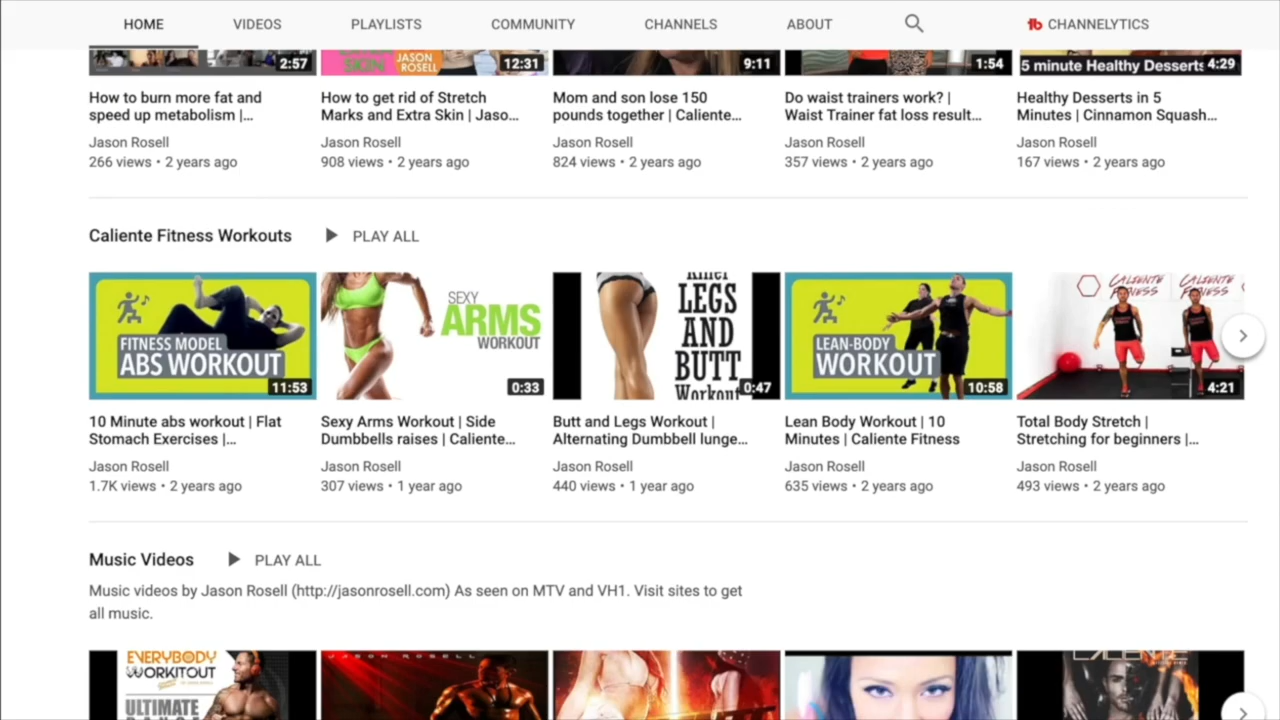 HOME VIDEOS PLAYLISTS COMMUNITY CHANNELS ABOUT CHANNELYTICS
2:57
SKIN
JASON
ROSELL
12:31
9:11
1:54
5 minute Healthy Desserts
4:29
How to burn more fat and
speed up metabolism |...
Jason Rosell
266 views • 2 years ago
How to get rid of Stretch
Marks and Extra Skin | Jaso...
Jason Rosell
908 views • 2 years ago
Mom and son lose 150
pounds together | Caliente...
Jason Rosell
824 views • 2 years ago
Do waist trainers work? |
Waist Trainer fat loss result...
Jason Rosell
357 views • 2 years ago
Healthy Desserts in 5
Minutes | Cinnamon Squash...
Jason Rosell
167 views • 2 years ago
Caliente Fitness Workouts PLAY ALL
FITNESS MODEL
ABS WORKOUT
11:53
SEXY
ARMS
WORKOUT
0:33
Killer
LEGS
AND
BUTT
Workout
0:47
LEAN-BODY
WORKOUT
10:58
CALIENTE CALIENTE
FITNESS FITNESS
4:21
10 Minute abs workout | Flat
Stomach Exercises |...
Jason Rosell
1.7K views • 2 years ago
Sexy Arms Workout | Side
Dumbbells raises | Caliente...
Jason Rosell
307 views • 1 year ago
Butt and Legs Workout |
Alternating Dumbbell lunge...
Jason Rosell
440 views • 1 year ago
Lean Body Workout | 10
Minutes | Caliente Fitness
Jason Rosell
635 views • 2 years ago
Total Body Stretch |
Stretching for beginners |...
Jason Rosell
493 views • 2 years ago
Music Videos PLAY ALL
Music videos by Jason Rosell (http://jasonrosell.com) As seen on MTV and VH1. Visit sites to get
all music.
EVERYBODY
WORKITOUT
ULTIMATE
DANCE
JASON ROSELL
CALIENTE